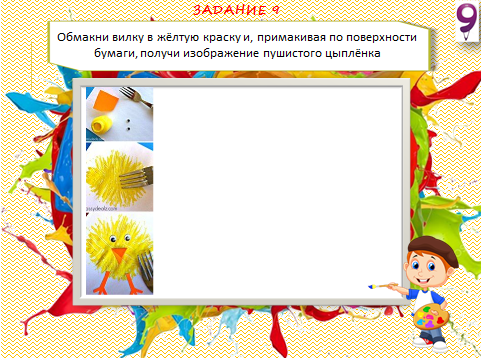 ЗАДАНИЕ 9
9
Обмакни вилку в жёлтую краску и, примакивая по поверхности
бумаги, получи изображение пушистого цыплёнка